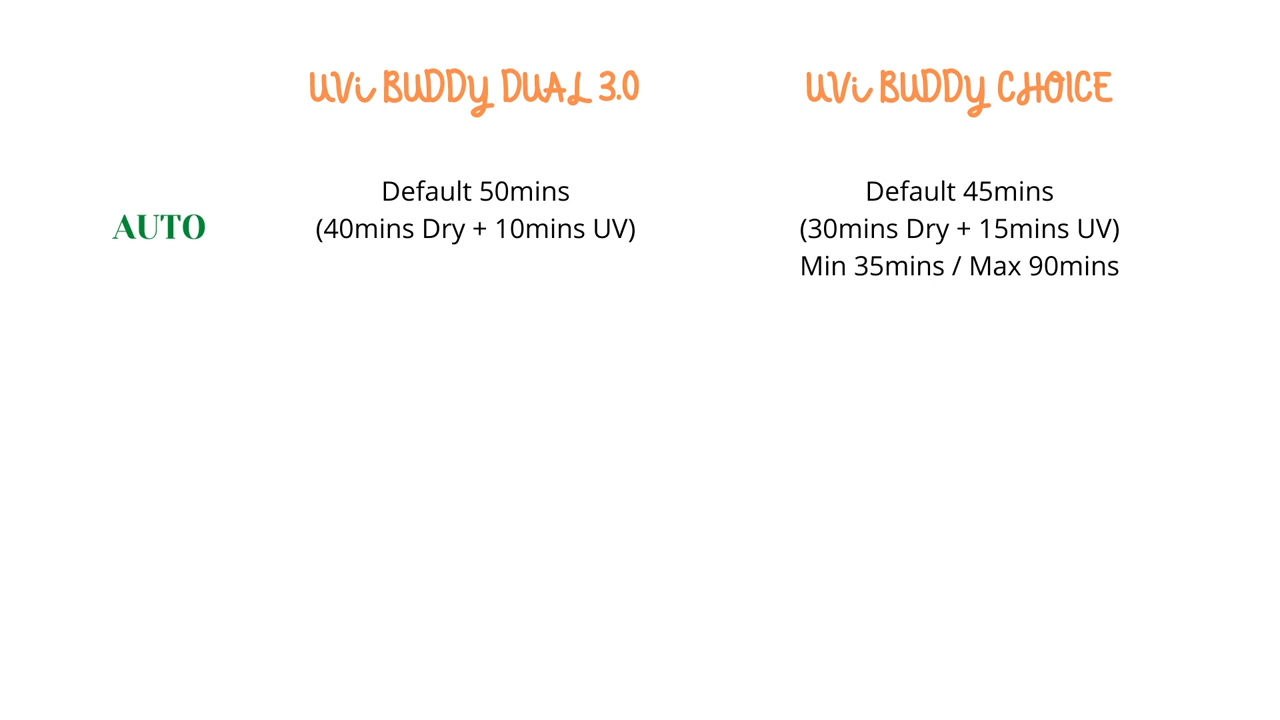 UVi BUDDy DUAL 3.0
UVi BUDDy CHOICE
AUTO
Default 50mins
(40mins Dry + 10mins UV)
Default 45mins
(30mins Dry + 15mins UV)
Min 35mins / Max 90mins